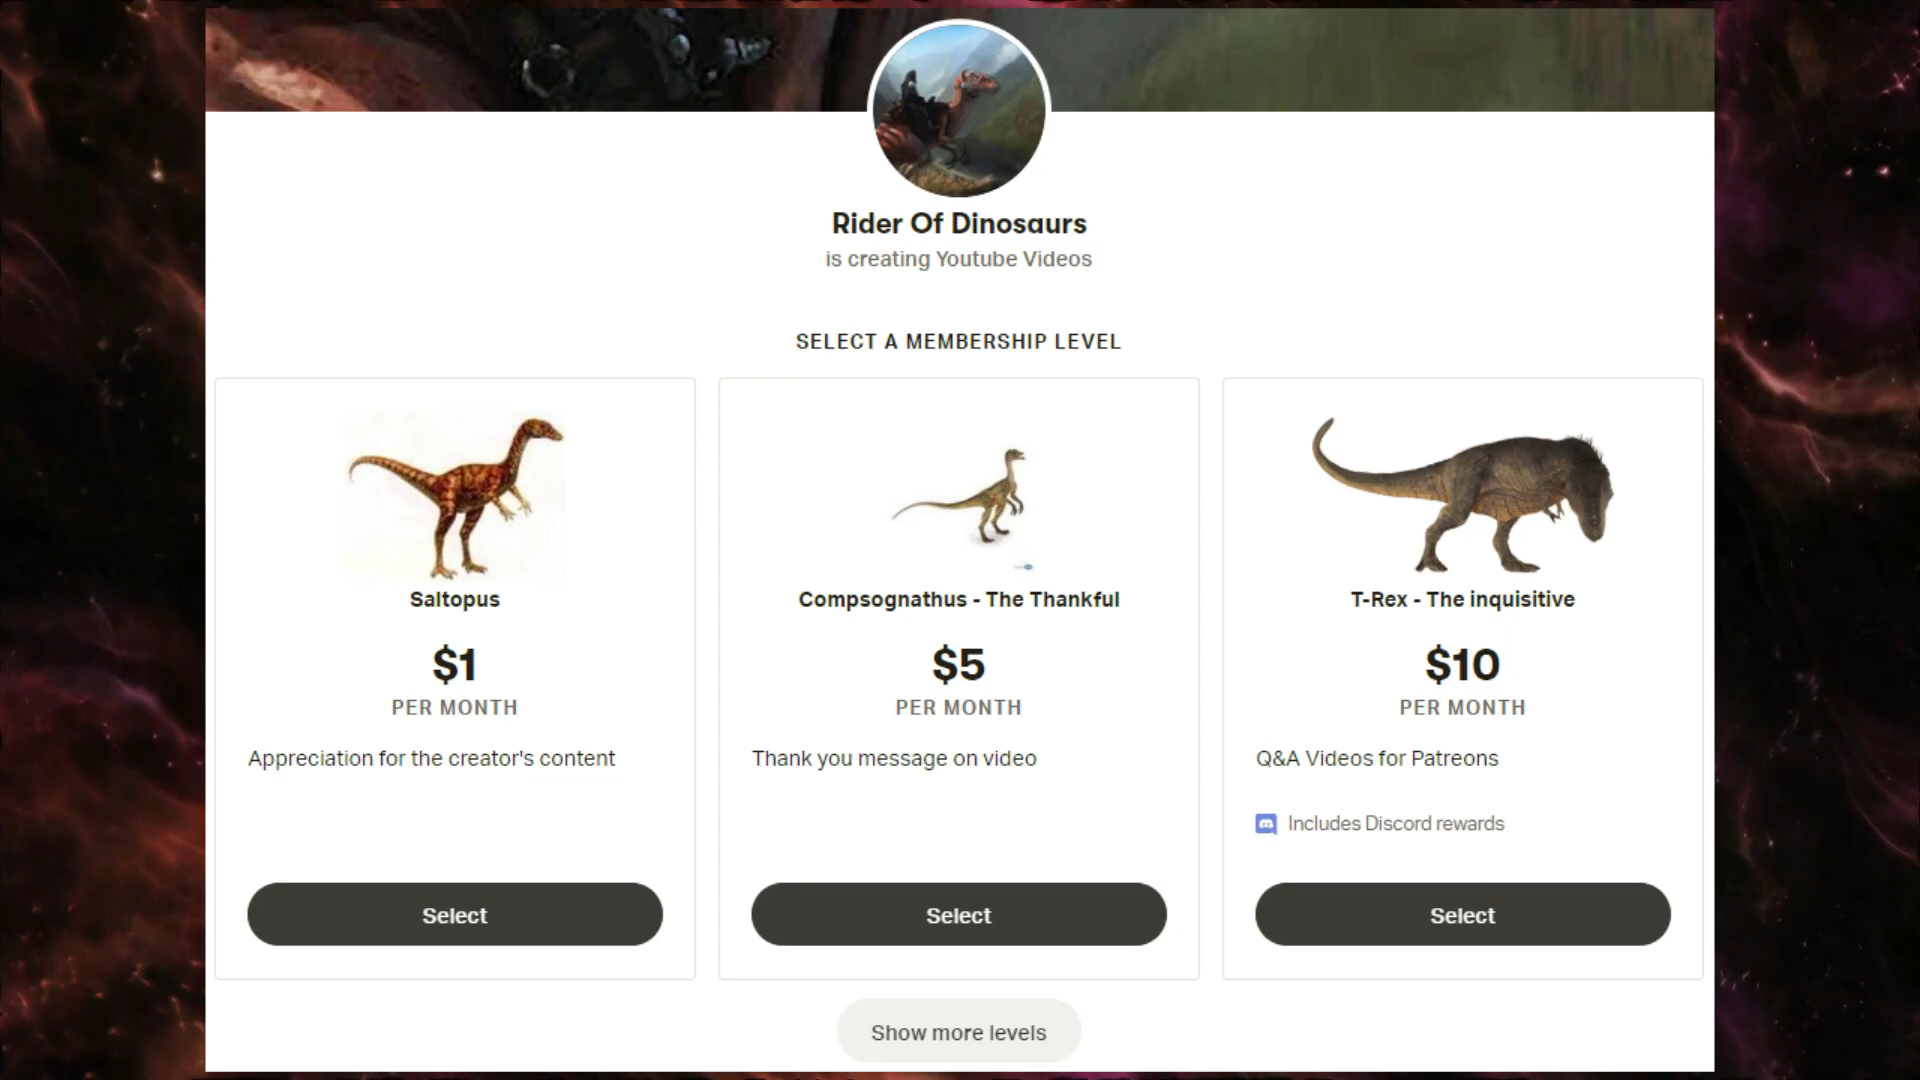 Rider Of Dinosaurs
is creating Youtube Videos
SELECT A MEMBERSHIP LEVEL
Saltopus
$1
PER MONTH
Appreciation for the creator's content
Select
Compsognathus - The Thankful
$5
PER MONTH
Thank you message on video
Select
T-Rex - The inquisitive
$10
PER MONTH
Q&A Videos for Patreons
Includes Discord rewards
Select
Show more levels